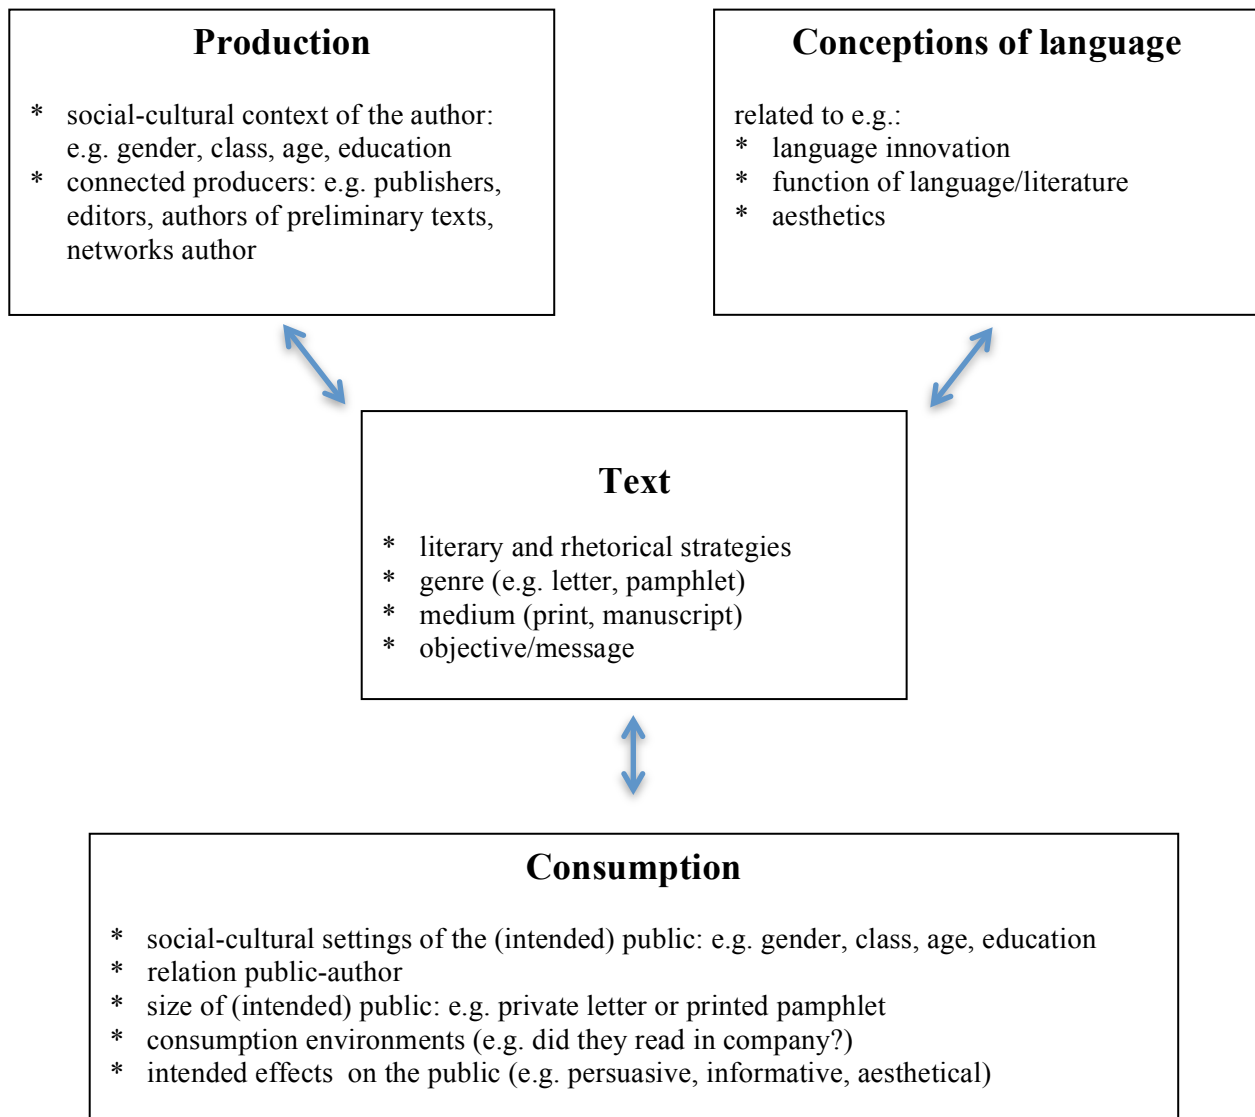 Production
* social-cultural context of the author:
e.g. gender, class, age, education
* connected producers: e.g. publishers,
editors, authors of preliminary texts,
networks author
Conceptions of language
related to e.g.:
* language innovation
* function of language/literature
* aesthetics
Text
* literary and rhetorical strategies
* genre (e.g. letter, pamphlet)
* medium (print, manuscript)
* objective/message
Consumption
* social-cultural settings of the (intended) public: e.g. gender, class, age, education
* relation public-author
* size of (intended) public: e.g. private letter or printed pamphlet
* consumption environments (e.g. did they read in company?)
* intended effects  on the public (e.g. persuasive, informative, aesthetical)